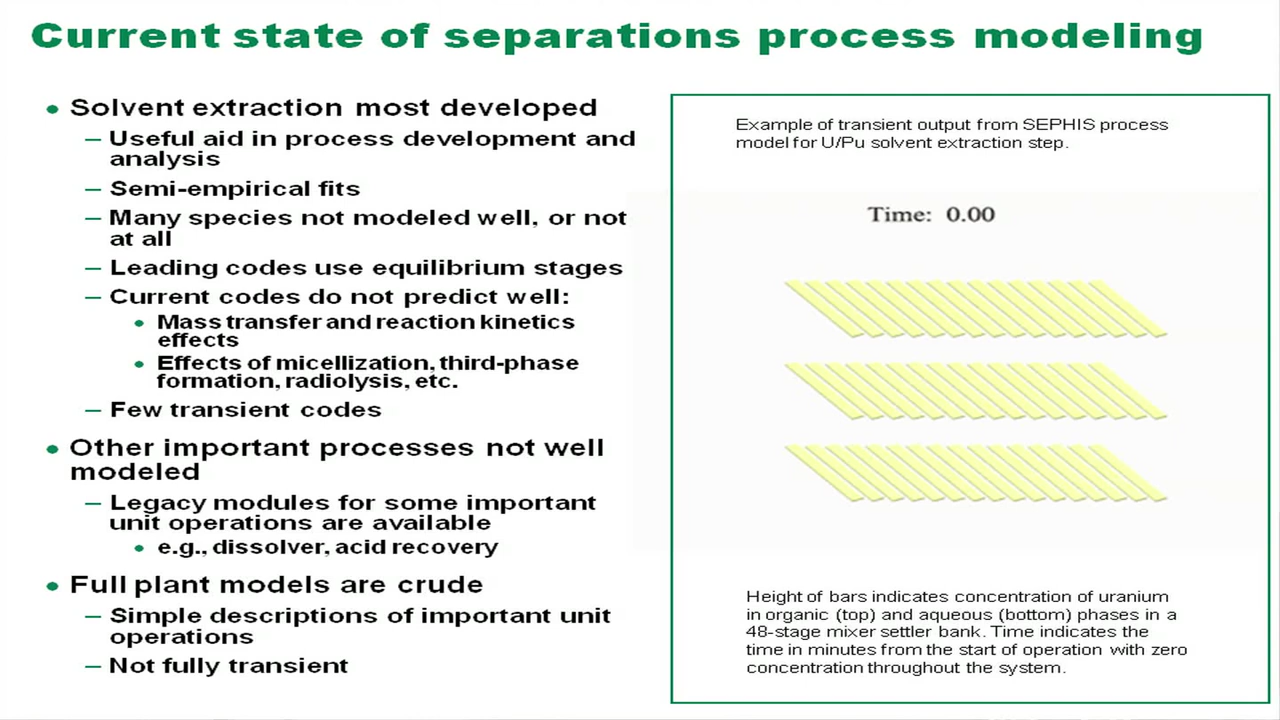 Current state of separations process modeling
• Solvent extraction most developed
– Useful aid in process development and
analysis
– Semi-empirical fits
– Many species not modeled well, or not
at all
– Leading codes use equilibrium stages
– Current codes do not predict well:
• Mass transfer and reaction kinetics
effects
• Effects of micellization, third-phase
formation, radiolysis, etc.
– Few transient codes
• Other important processes not well
modeled
– Legacy modules for some important
unit operations are available
• e.g., dissolver, acid recovery
• Full plant models are crude
– Simple descriptions of important unit
operations
– Not fully transient
Example of transient output from SEPHIS process
model for U/Pu solvent extraction step.
Time: 0.00
Height of bars indicates concentration of uranium
in organic (top) and aqueous (bottom) phases in a
48-stage mixer settler bank. Time indicates the
time in minutes from the start of operation with zero
concentration throughout the system.